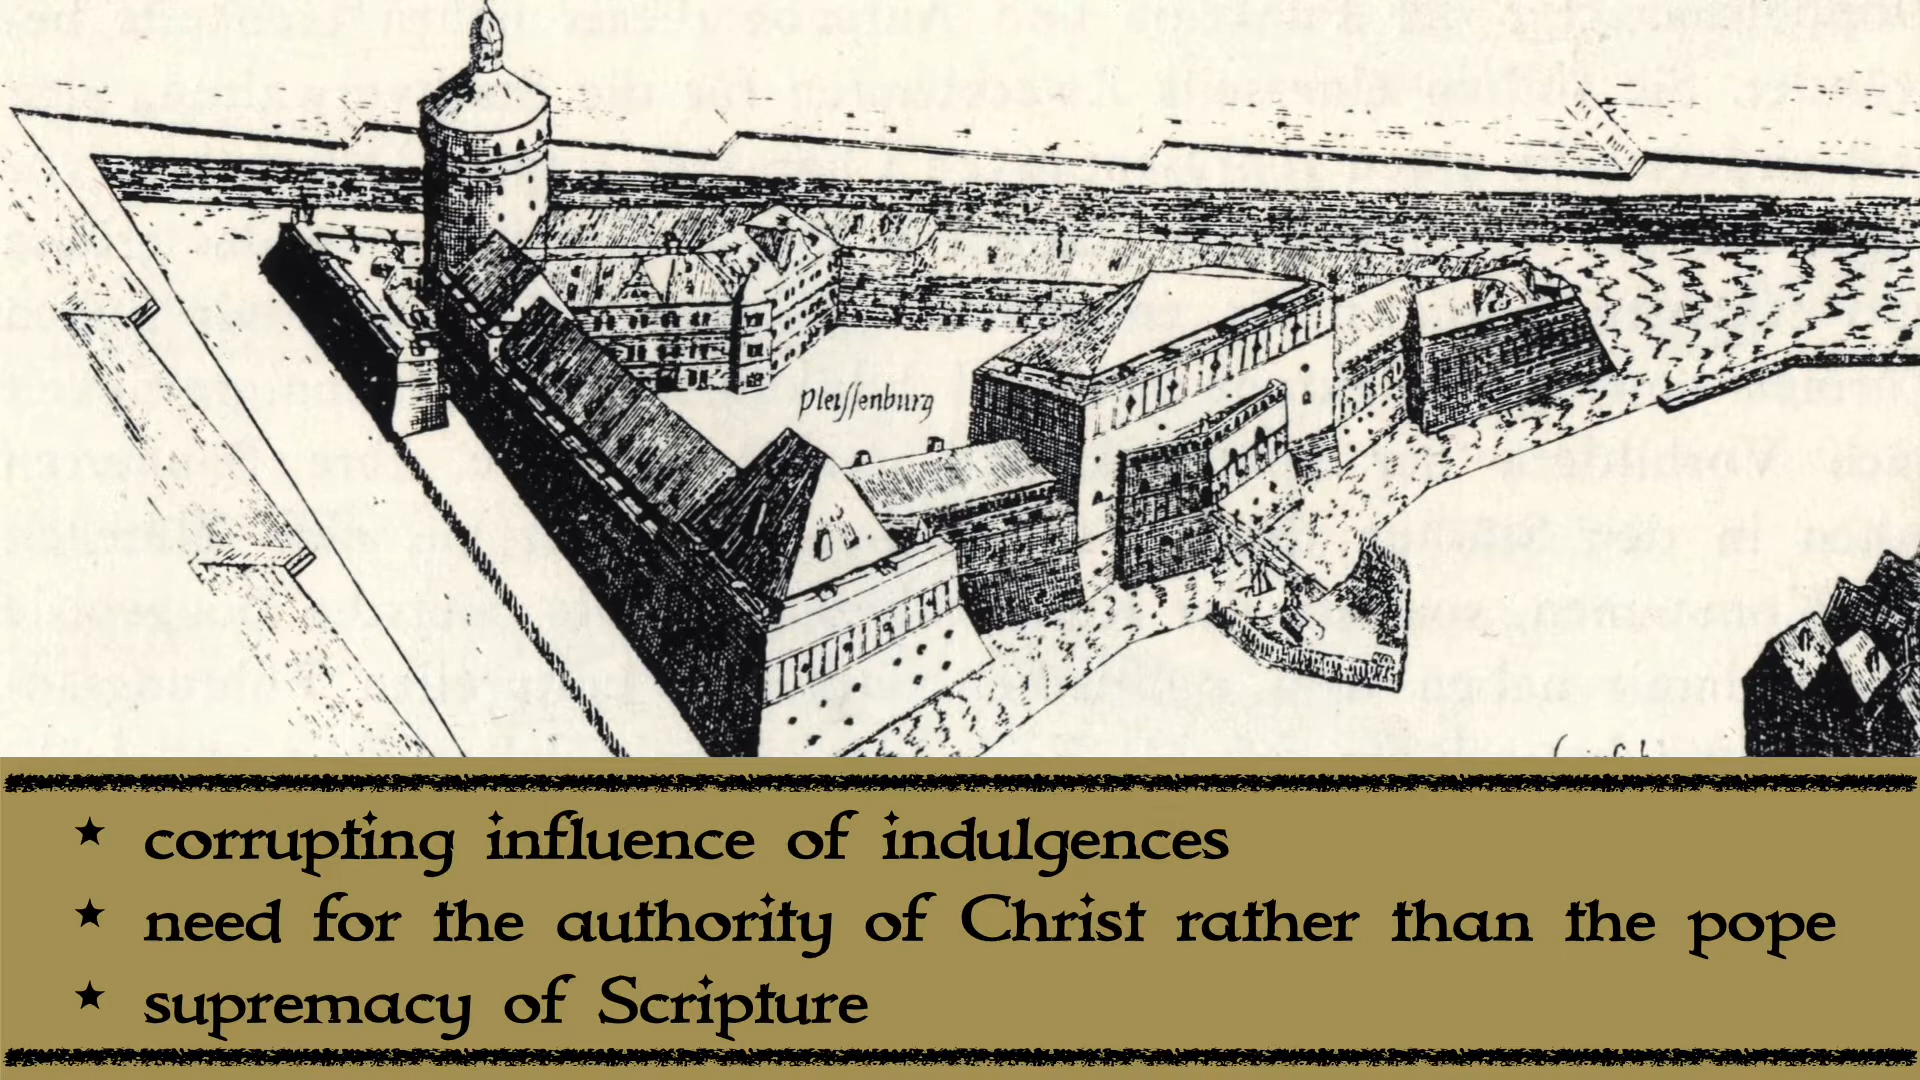 Pleissenburg
★ corrupting influence of indulgences
★ need for the authority of Christ rather than the pope
★ supremacy of Scripture